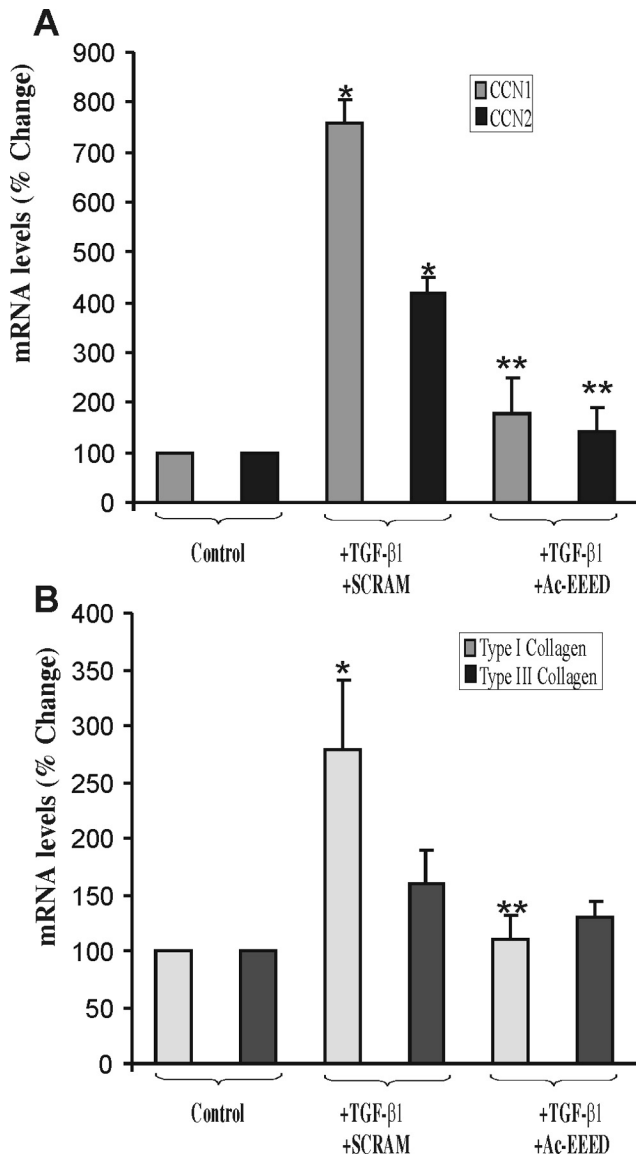 A
mRNA levels (% Change)
900
800
700
600
500
400
300
200
100
0
CCN1
CCN2
*
*
**
**
Control
+TGF-β1
+SCRAM
+TGF-β1
+Ac-EEED
B
mRNA levels (% Change)
400
350
300
250
200
150
100
50
0
Type I Collagen
Type III Collagen
*
**
Control
+TGF-β1
+SCRAM
+TGF-β1
+Ac-EEED